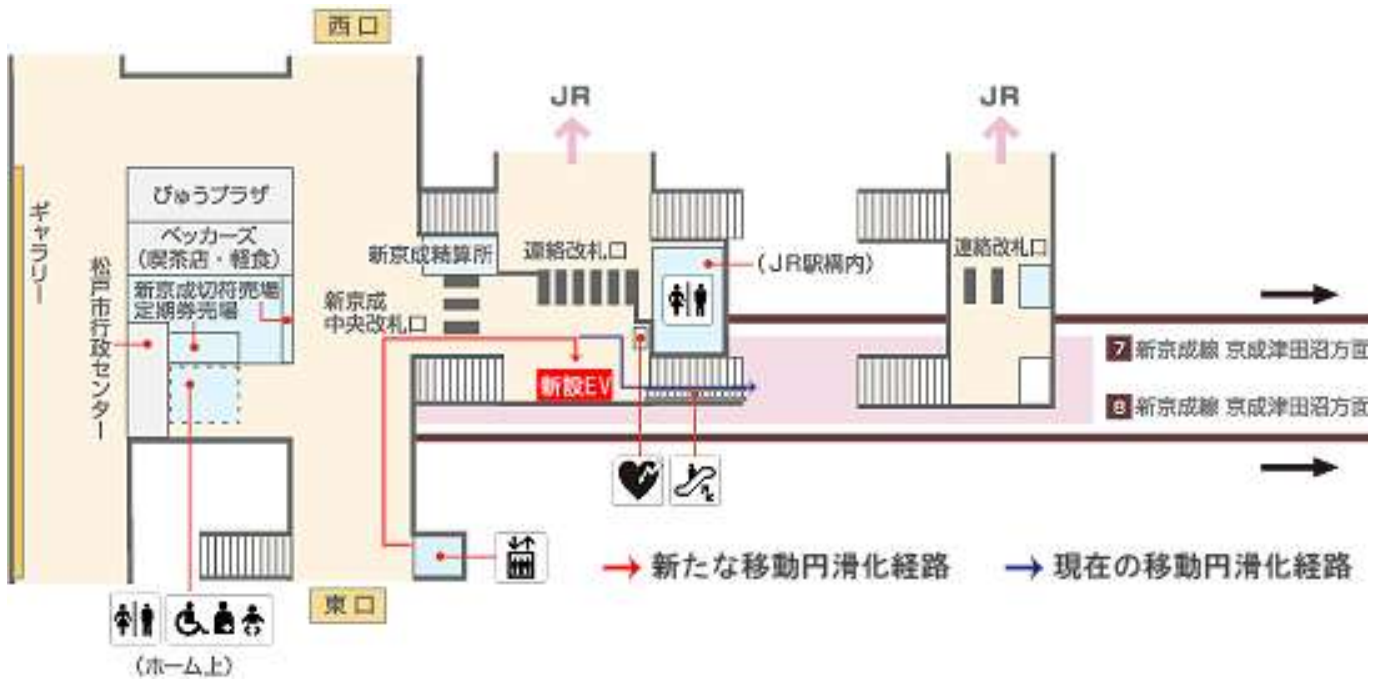 西口
JR
JR
びゅうプラザ
ベッカーズ
(喫茶店・軽食)
新京成切符売場
定期券売場
ギャラリー
松戸市行政センター
新京成精算所
連絡改札口
(JR駅構内)
連絡改札口
新京成
中央改札口
新設EV
7 新京成線 京成津田沼方面
8 新京成線 京成津田沼方面
新たな移動円滑化経路
現在の移動円滑化経路
東口
(ホーム上)